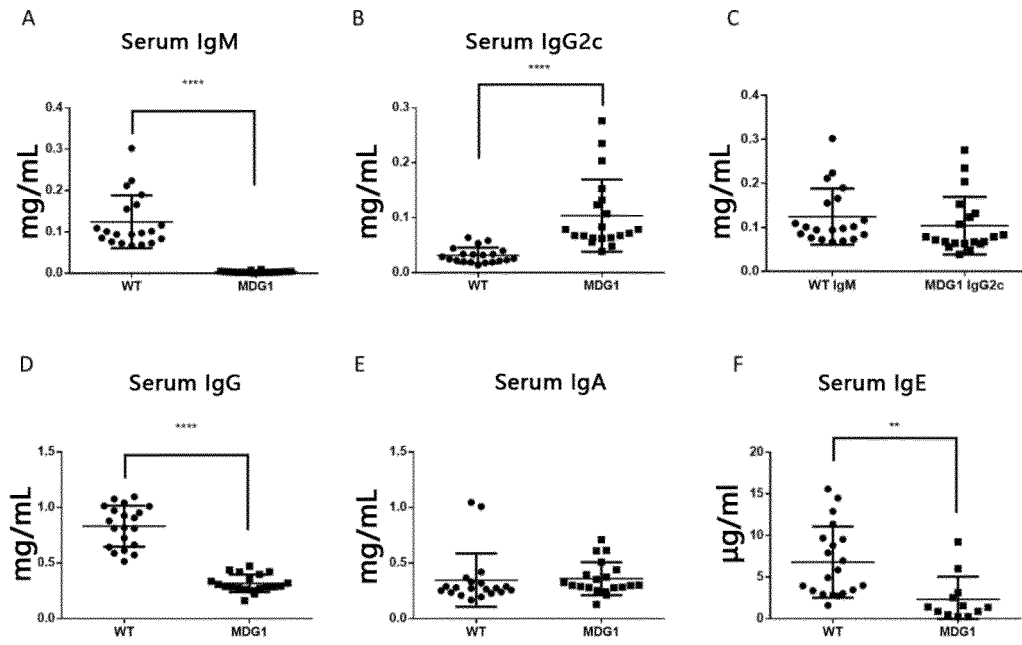 A
Serum IgM
****
mg/mL
0.4
0.3
0.2
0.1
0.0
WT MDG1
B
Serum IgG2c
****
mg/mL
0.3
0.2
0.1
0.0
WT MDG1
C
mg/mL
0.4
0.3
0.2
0.1
0.0
WT IgM MDG1 IgG2c
D
Serum IgG
****
mg/mL
1.5
1.0
0.5
0.0
WT MDG1
E
Serum IgA
mg/mL
1.5
1.0
0.5
0.0
WT MDG1
F
Serum IgE
**
µg/ml
20
15
10
5
0
WT MDG1